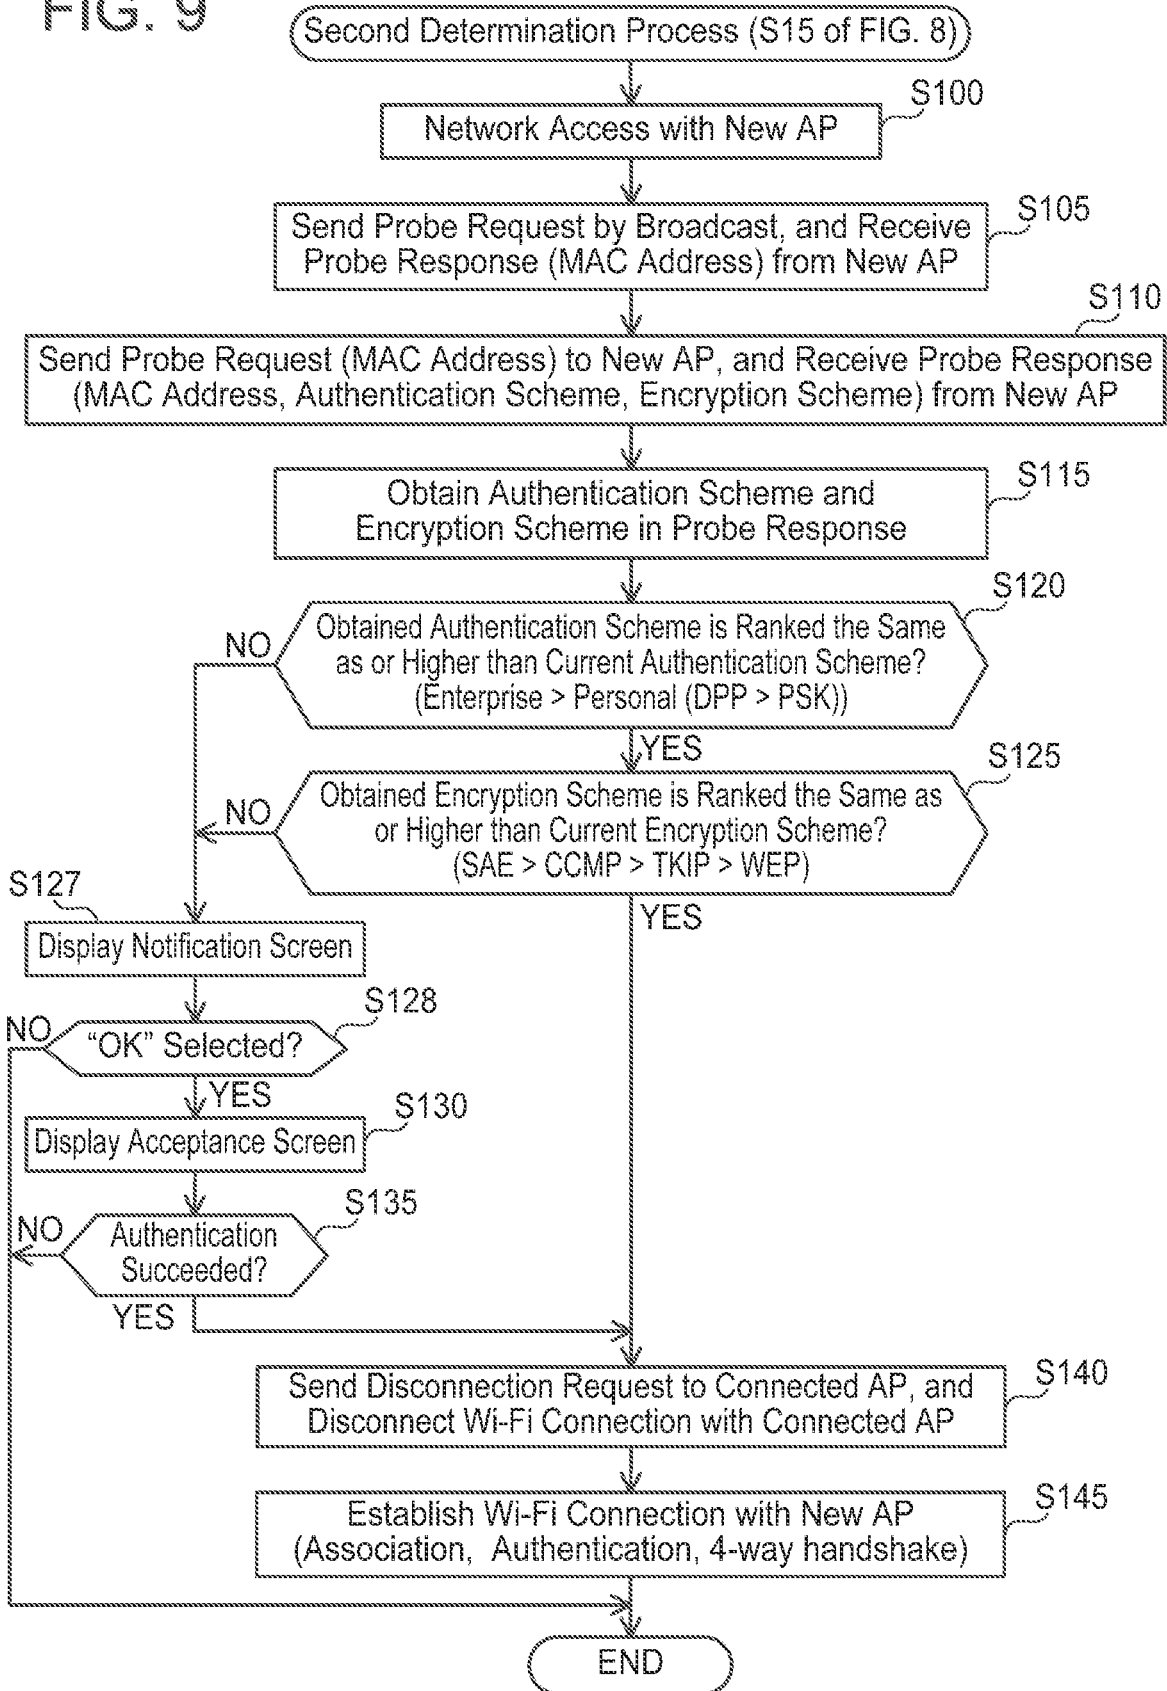 FIG. 9
Second Determination Process (S15 of FIG. 8)
S100
Network Access with New AP
S105
Send Probe Request by Broadcast, and Receive
Probe Response (MAC Address) from New AP
S110
Send Probe Request (MAC Address) to New AP, and Receive Probe Response
(MAC Address, Authentication Scheme, Encryption Scheme) from New AP
S115
Obtain Authentication Scheme and
Encryption Scheme in Probe Response
S120
Obtained Authentication Scheme is Ranked the Same
as or Higher than Current Authentication Scheme?
(Enterprise > Personal (DPP > PSK))
NO
YES
S125
Obtained Encryption Scheme is Ranked the Same as
or Higher than Current Encryption Scheme?
(SAE > CCMP > TKIP > WEP)
NO
YES
S127
Display Notification Screen
S128
NO
“OK” Selected?
YES
S130
Display Acceptance Screen
S135
NO
Authentication
Succeeded?
YES
S140
Send Disconnection Request to Connected AP, and
Disconnect Wi-Fi Connection with Connected AP
S145
Establish Wi-Fi Connection with New AP
(Association, Authentication, 4-way handshake)
END